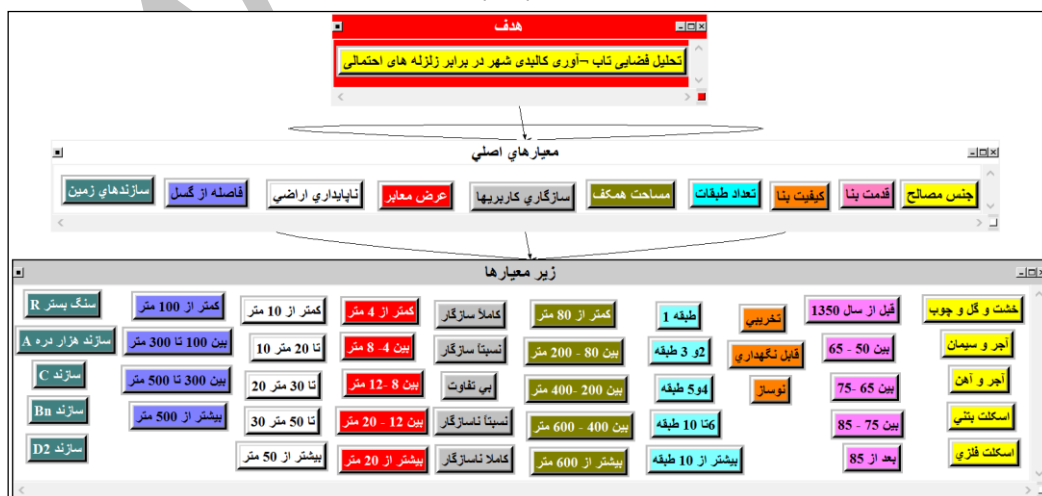 هدف
تحلیل فضایی تاب ¬آوری کالبدی شهر در برابر زلزله های احتمالی
معیارهاي اصلي
جنس مصالح قدمت بنا کیفیت بنا تعداد طبقات مساحت همکف سازگاري کاربریها عرض معابر ناپایداري اراضي فاصله از گسل سازندهاي زمین
زیر معیارها
خشت و گل و چوب قبل از سال 1350 تخریبي طبقه 1 کمتر از 80 متر کاملاً سازگار کمتر از 4 متر کمتر از 10 متر کمتر از 100 متر سنگ بستر R
آجر و سیمان بین 50 - 65 قابل نگهداري 2و 3 طبقه بین 80 - 200 متر نسبتاً سازگار بین 4- 8 متر تا 20 متر 10 بین 100 تا 300 متر سازند هزار دره A
آجر و آهن بین 65 -75 نوساز 4و5 طبقه بین 200 -400 متر بي تفاوت بین 8 -12 متر تا 30 متر 20 بین 300 تا 500 متر سازند C
اسکلت بتني بین 75 - 85 6تا 10 طبقه بین 400 - 600 متر نسبتاً ناسازگار بین 12 - 20 متر تا 50 متر 30 بیشتر از 500 متر سازند Bn
اسکلت فلزي بعد از 85 بیشتر از 10 طبقه بیشتر از 600 متر کاملا ناسازگار بیشتر از 20 متر بیشتر از 50 متر سازند D2